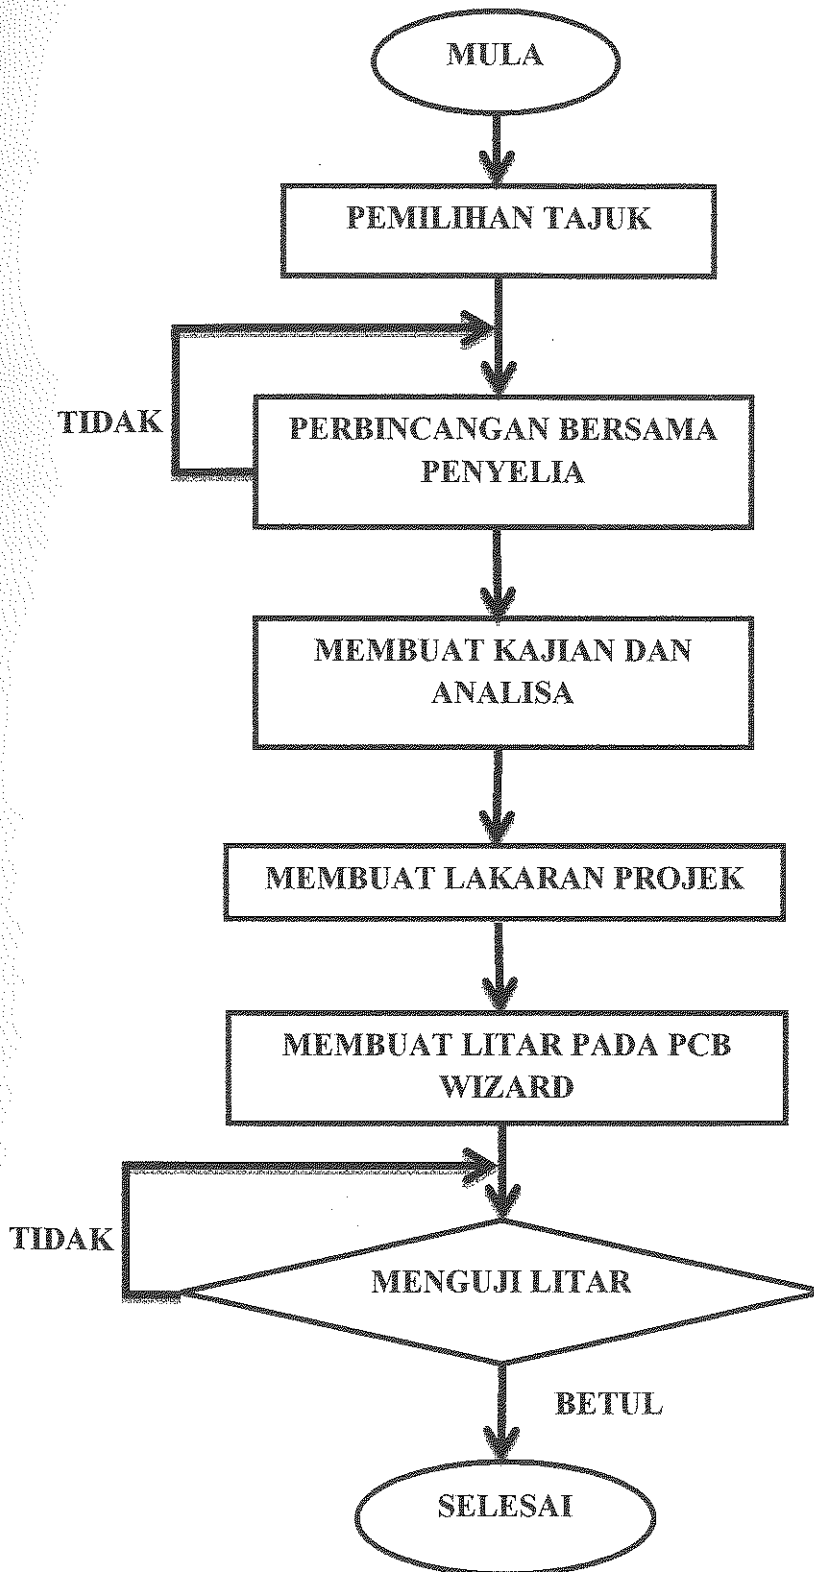 MULA
PEMILIHAN TAJUK
TIDAK
PERBINCANGAN BERSAMA
PENYELIA
MEMBUAT KAJIAN DAN
ANALISA
MEMBUAT LAKARAN PROJEK
MEMBUAT LITAR PADA PCB
WIZARD
TIDAK
MENGUJI LITAR
BETUL
SELESAI